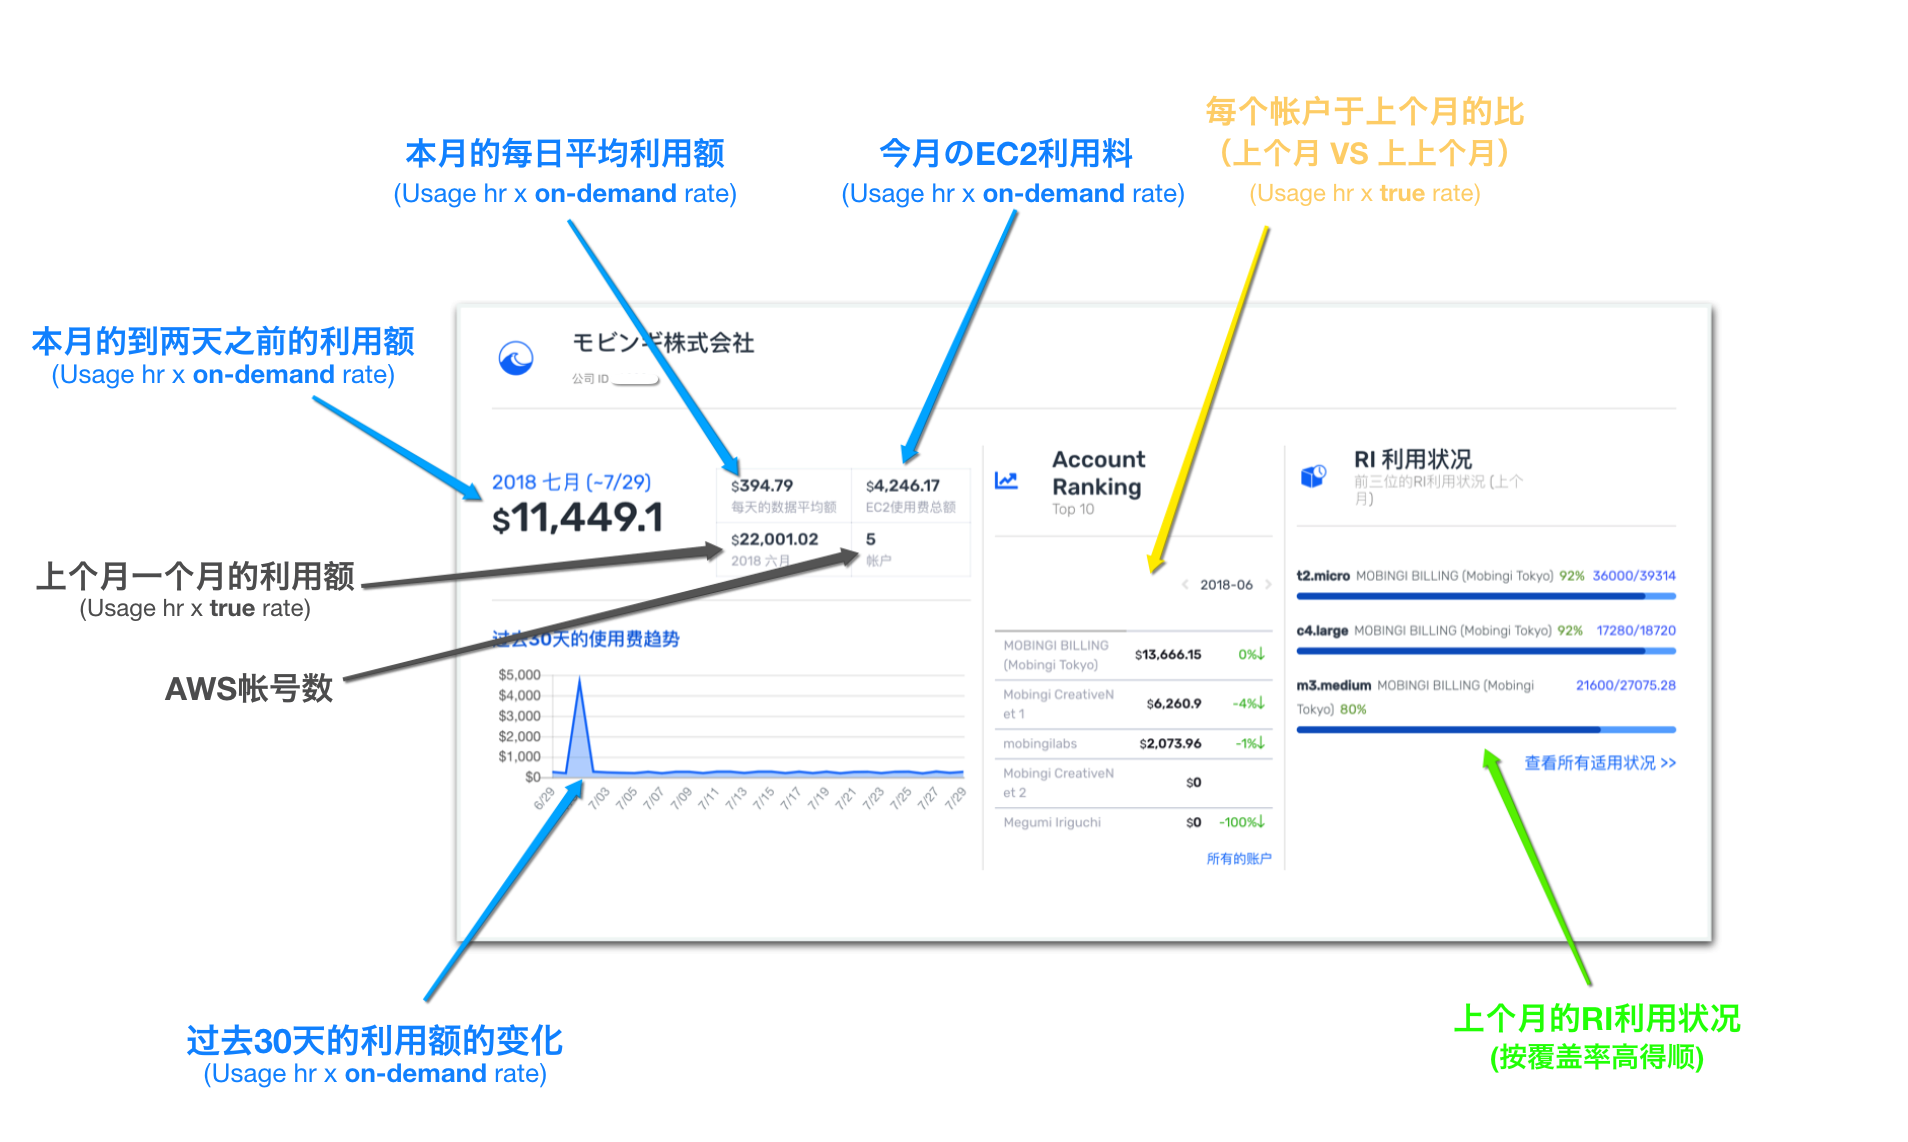 每个帐户于上个月的比
（上个月 VS 上上个月）
(Usage hr x true rate)
本月的每日平均利用额
(Usage hr x on-demand rate)
今月のEC2利用料
(Usage hr x on-demand rate)
本月的到两天之前的利用额
(Usage hr x on-demand rate)
上个月一个月的利用额
(Usage hr x true rate)
AWS帐号数
モビンギ株式会社
公司 ID
2018 七月 (~7/29)
$11,449.1
$394.79
每天的数据平均额
$4,246.17
EC2使用费总额
$22,001.02
2018 六月
5
帐户
过去30天的使用费趋势
$5,000
$4,000
$3,000
$2,000
$1,000
$0
6/29
7/03
7/05
7/07
7/09
7/11
7/13
7/15
7/17
7/19
7/21
7/23
7/25
7/27
7/29
Account
Ranking
Top 10
< 2018-06 >
MOBINGI BILLING
(Mobingi Tokyo)
$13,666.15
0%↓
Mobingi CreativeN
et 1
$6,260.9
-4%↓
mobingilabs
$2,073.96
-1%↓
Mobingi CreativeN
et 2
$0
Megumi Iriguchi
$0
-100%↓
所有的账户
RI 利用状况
前三位的RI利用状况 (上个
月)
t2.micro MOBINGI BILLING (Mobingi Tokyo) 92% 36000/39314
c4.large MOBINGI BILLING (Mobingi Tokyo) 92% 17280/18720
m3.medium MOBINGI BILLING (Mobingi
Tokyo) 80%
21600/27075.28
查看所有适用状况 >>
过去30天的利用额的变化
(Usage hr x on-demand rate)
上个月的RI利用状况
(按覆盖率高得顺)